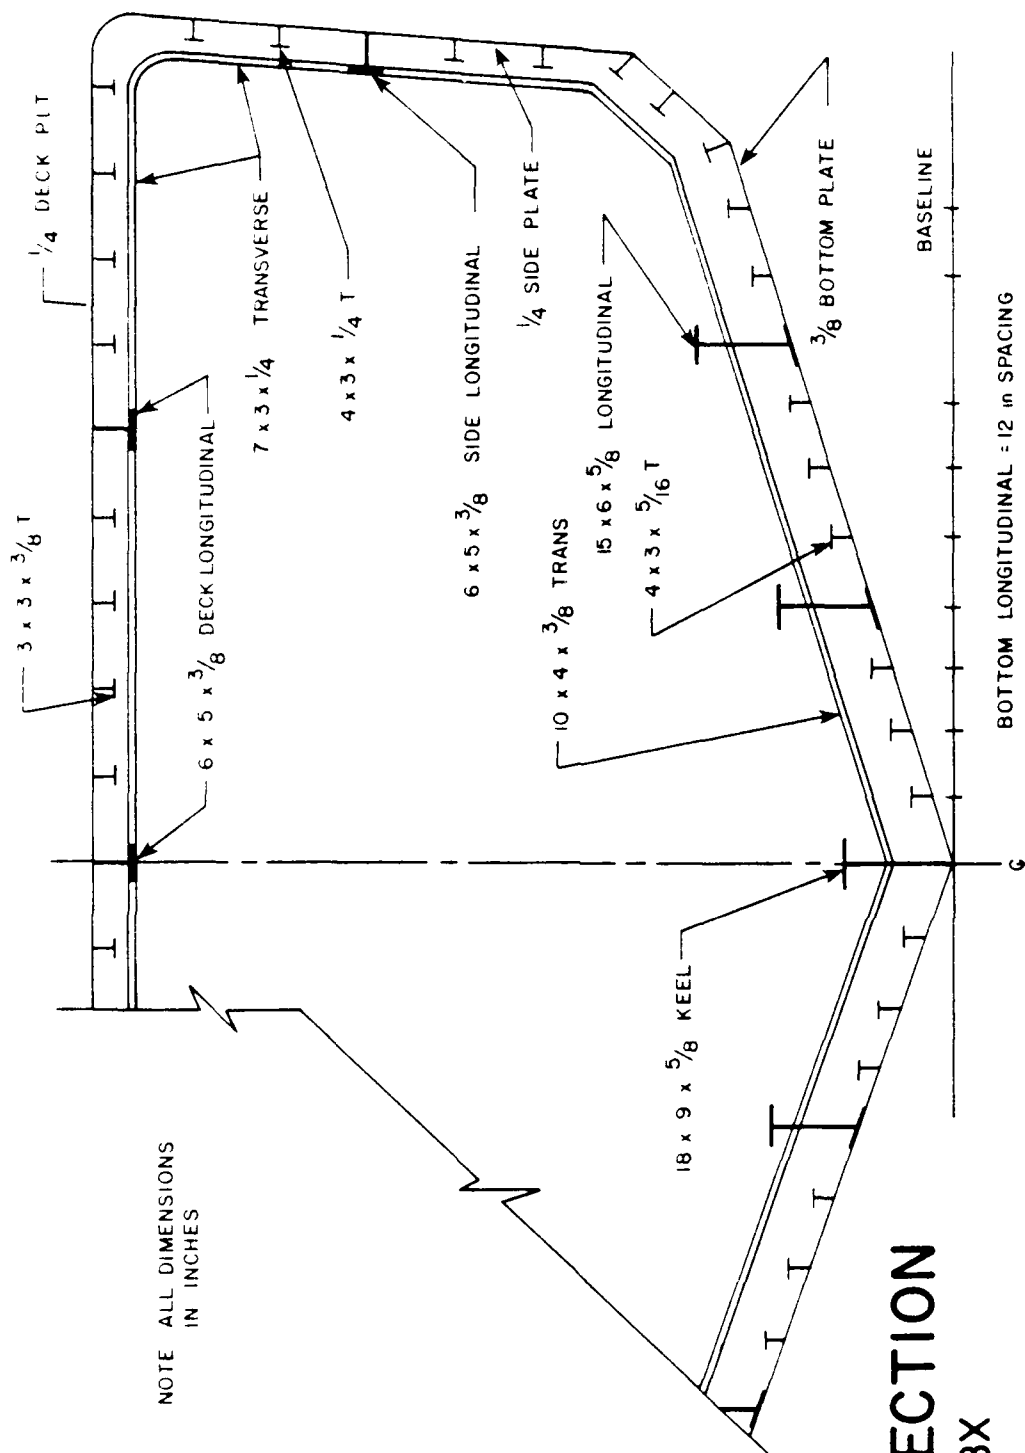 1/4 DECK PLT
3 x 3 x 3/8 T
6 x 5 x 3/8 DECK LONGITUDINAL
7 x 3 x 1/4 TRANSVERSE
4 x 3 x 1/4 T
6 x 5 x 3/8 SIDE LONGITUDINAL
1/4 SIDE PLATE
10 x 4 x 3/8 TRANS
15 x 6 x 5/8 LONGITUDINAL
4 x 3 x 5/16 T
3/8 BOTTOM PLATE
18 x 9 x 5/8 KEEL
BASELINE
BOTTOM LONGITUDINAL = 12 in SPACING
℄
NOTE ALL DIMENSIONS
IN INCHES
ECTION